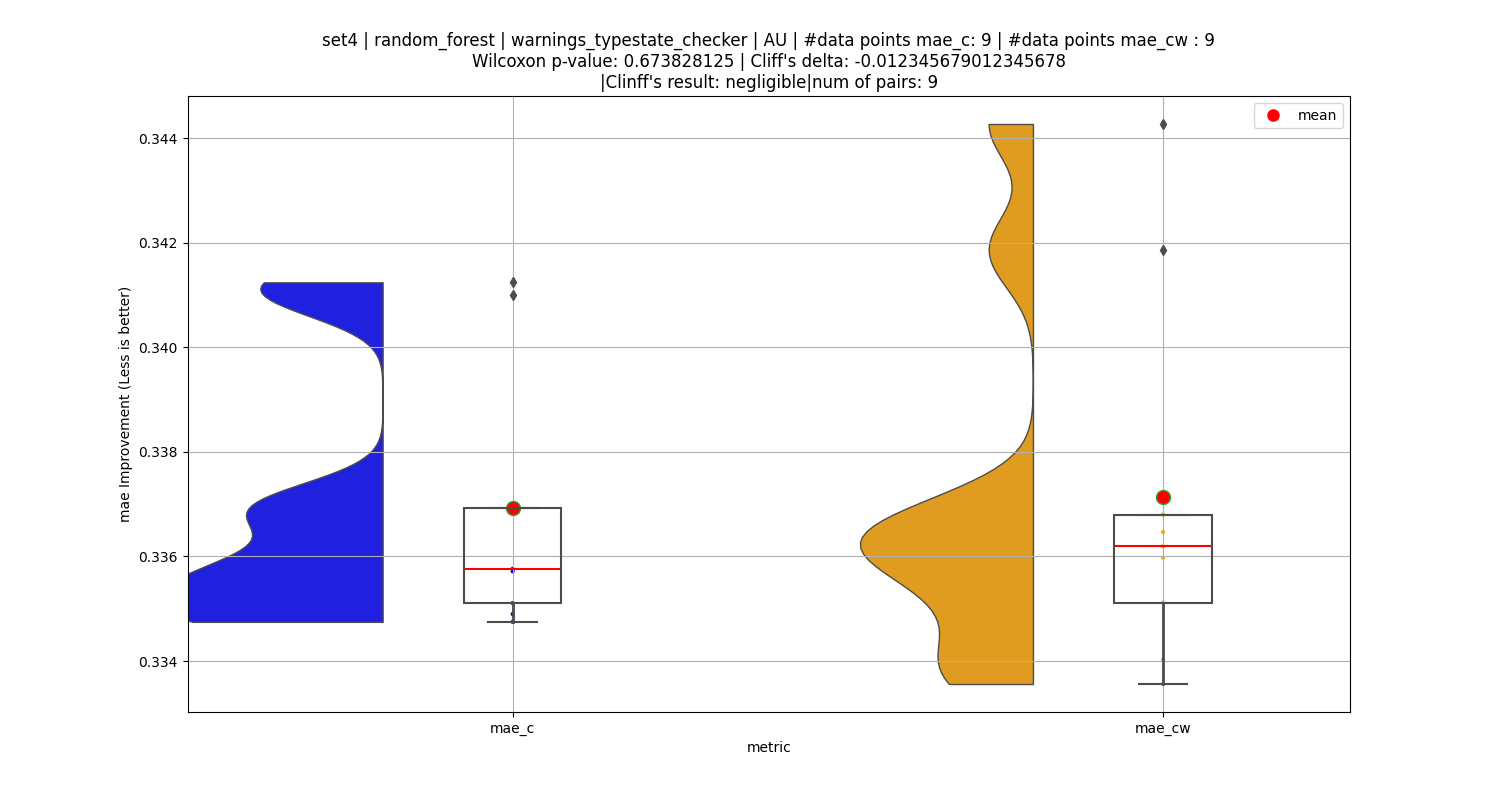 set4 | random_forest | warnings_typestate_checker | AU | #data points mae_c: 9 | #data points mae_cw : 9
Wilcoxon p-value: 0.673828125 | Cliff's delta: -0.012345679012345678
|Clinff's result: negligible|num of pairs: 9
mean
0.344
0.342
0.340
0.338
0.336
0.334
mae Improvement (Less is better)
mae_c
mae_cw
metric